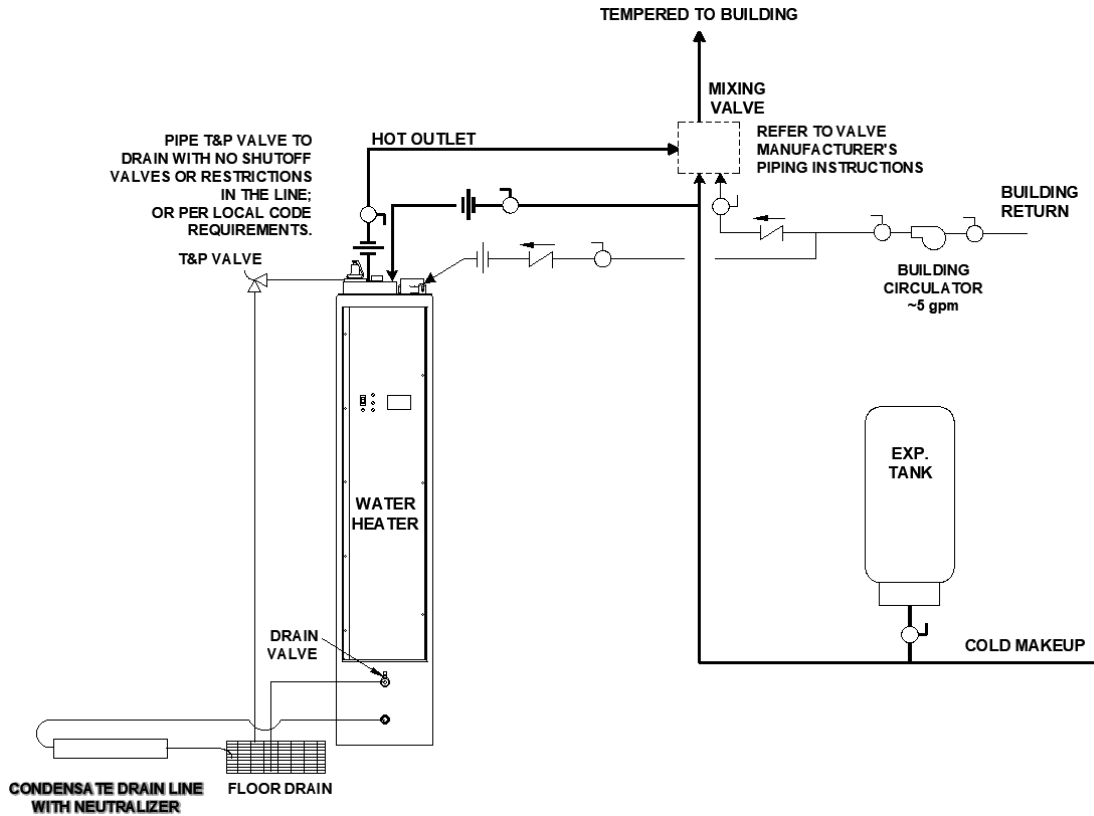 TEMPERED TO BUILDING
MIXING
VALVE
REFER TO VALVE
MANUFACTURER'S
PIPING INSTRUCTIONS
PIPE T&P VALVE TO
DRAIN WITH NO SHUTOFF
VALVES OR RESTRICTIONS
IN THE LINE;
OR PER LOCAL CODE
REQUIREMENTS.
HOT OUTLET
T&P VALVE
BUILDING
RETURN
BUILDING
CIRCULATOR
~5 gpm
EXP.
TANK
WATER
HEATER
DRAIN
VALVE
COLD MAKEUP
CONDENSATE DRAIN LINE
WITH NEUTRALIZER
FLOOR DRAIN